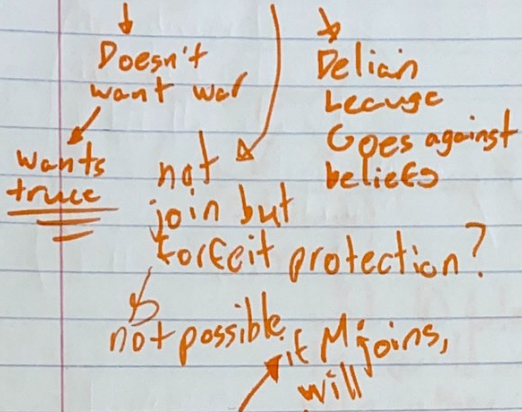 Doesn't
want war
wants
truce
Delian
Leauge
Goes against
beliefs
not
join but
forfeit protection?
not possible
if M joins,
will